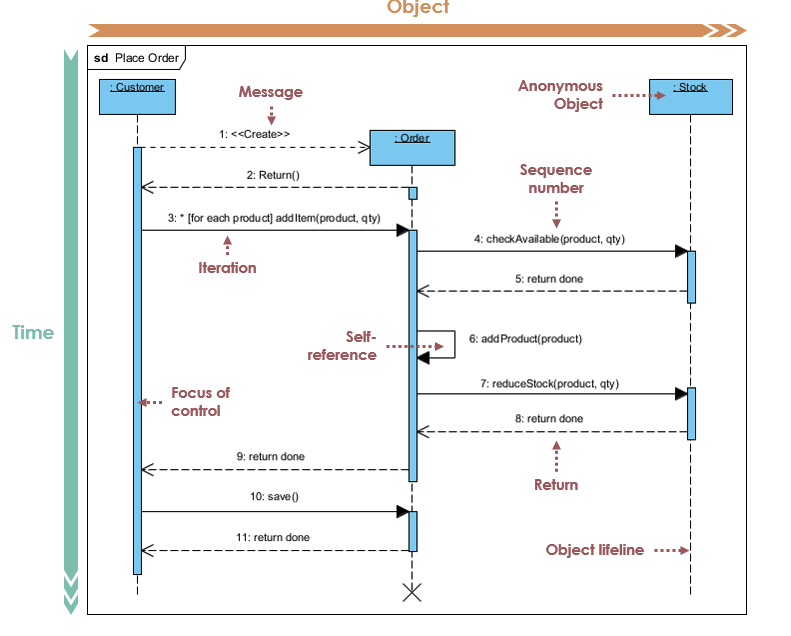 Object
sd Place Order
: Customer
Message
Anonymous
Object
: Stock
1: <<Create>>
: Order
2: Return()
Sequence
number
3: * [for each product] addItem(product, qty)
4: checkAvailable(product, qty)
Iteration
5: return done
Time
Self-
reference
6: addProduct(product)
7: reduceStock(product, qty)
Focus of
control
8: return done
9: return done
Return
10: save()
11: return done
Object lifeline